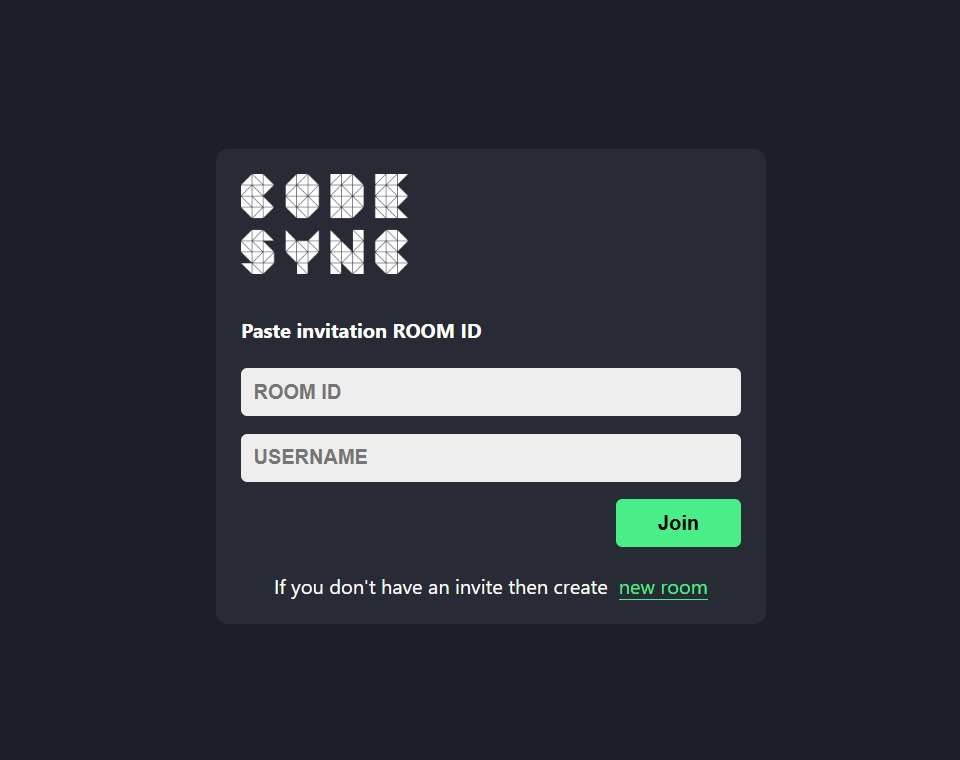 CODE
SYNC
Paste invitation ROOM ID
ROOM ID
USERNAME
Join
If you don't have an invite then create new room